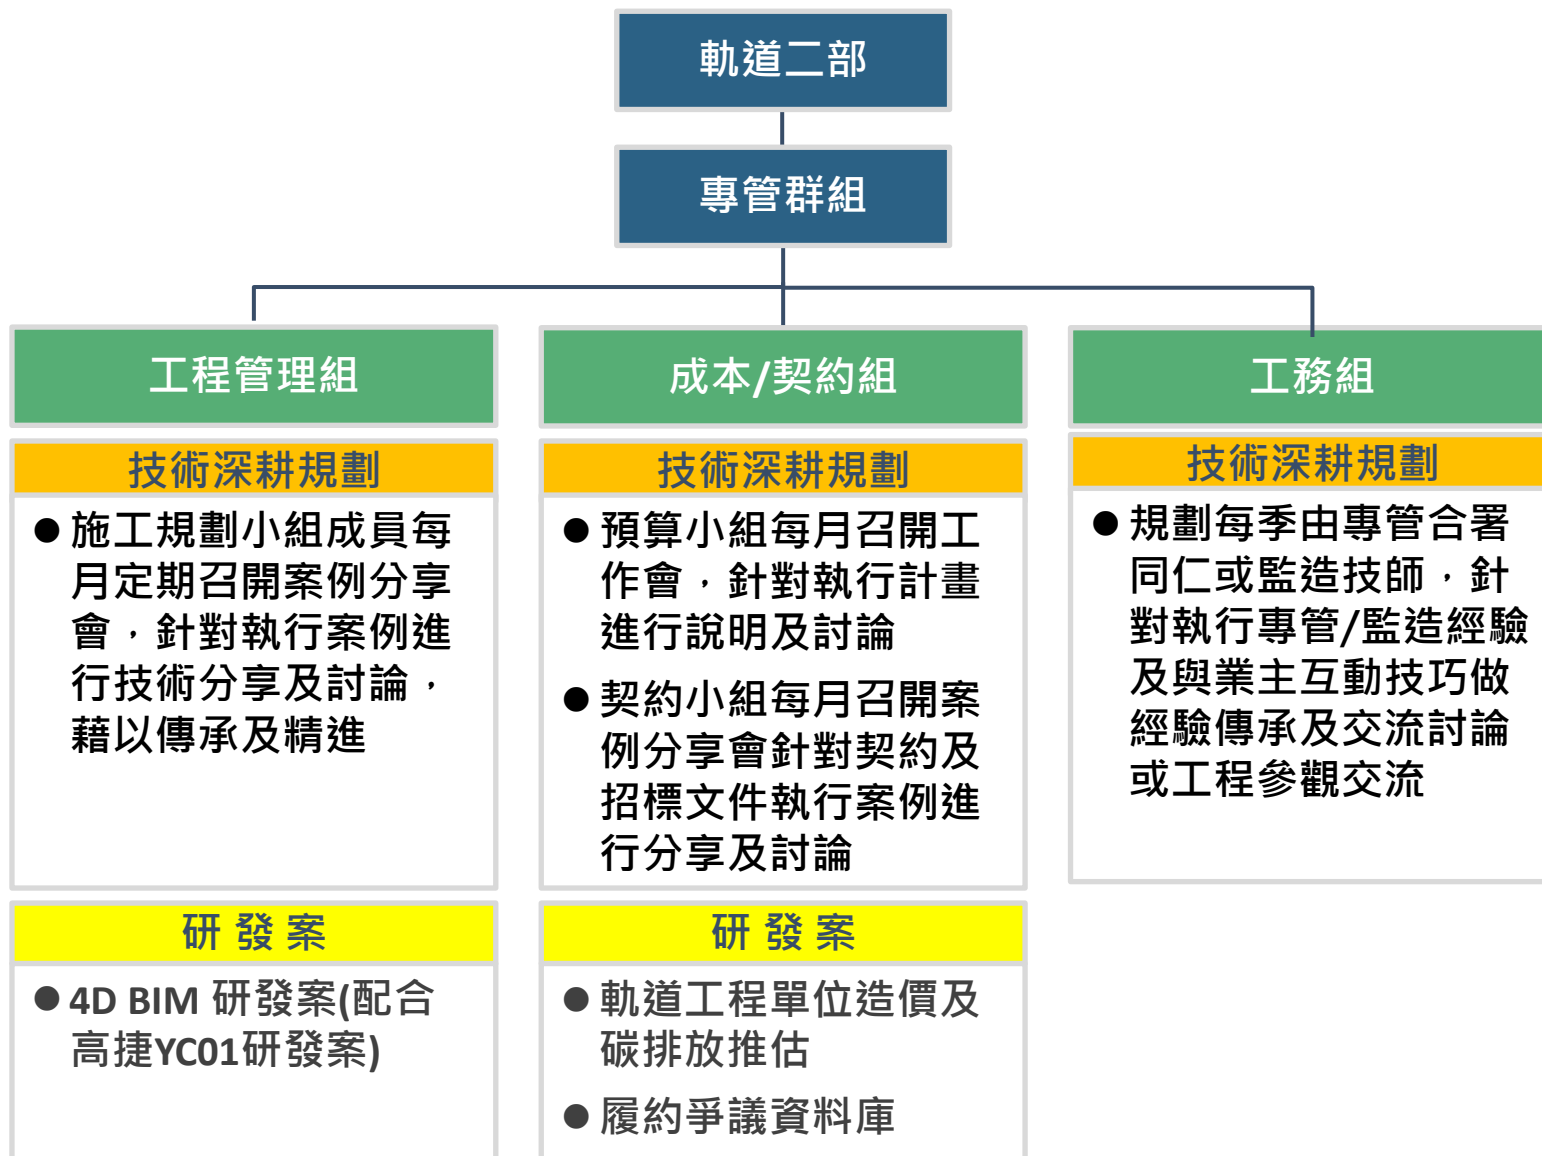 軌道二部
專管群組
工程管理組
技術深耕規劃
●施工規劃小組成員每
月定期召開案例分享
會，針對執行案例進
行技術分享及討論，
藉以傳承及精進
研 發 案
●4D BIM 研發案(配合
高捷YC01研發案)
成本/契約組
技術深耕規劃
●預算小組每月召開工
作會，針對執行計畫
進行說明及討論
●契約小組每月召開案
例分享會針對契約及
招標文件執行案例進
行分享及討論
研 發 案
●軌道工程單位造價及
碳排放推估
●履約爭議資料庫
工務組
技術深耕規劃
●規劃每季由專管合署
同仁或監造技師，針
對執行專管/監造經驗
及與業主互動技巧做
經驗傳承及交流討論
或工程參觀交流